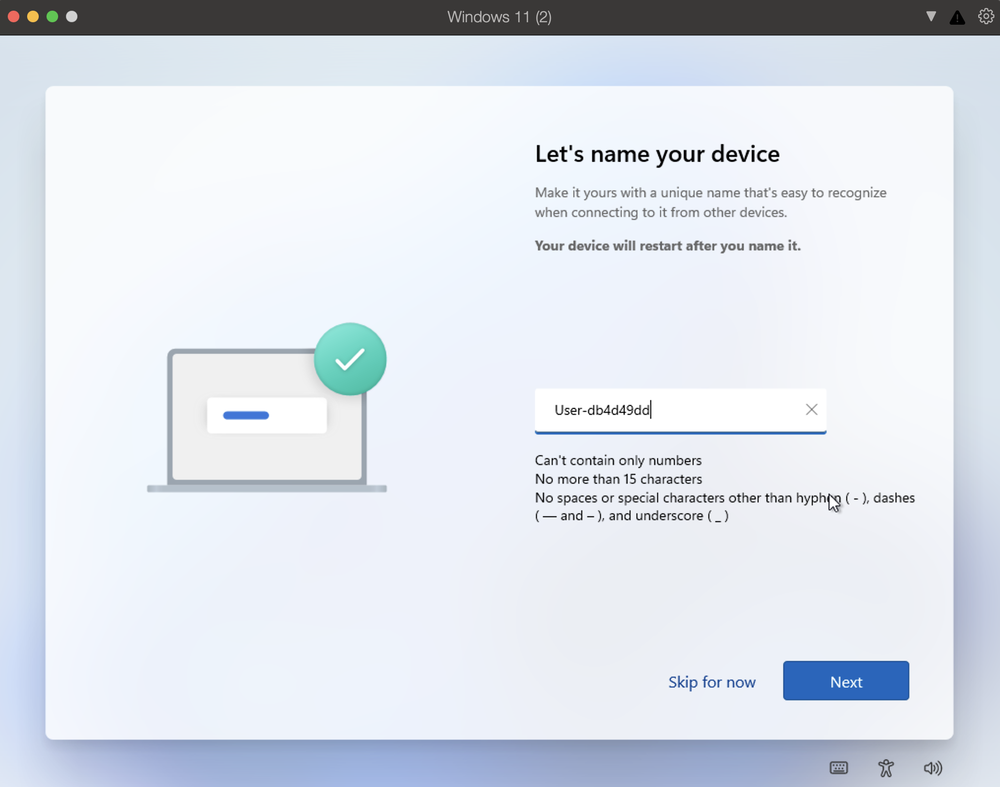 Windows 11 (2)
Let's name your device
Make it yours with a unique name that's easy to recognize
when connecting to it from other devices.
Your device will restart after you name it.
User-db4d49dd
Can't contain only numbers
No more than 15 characters
No spaces or special characters other than hyphen ( - ), dashes
( — and – ), and underscore ( _ )
Skip for now
Next